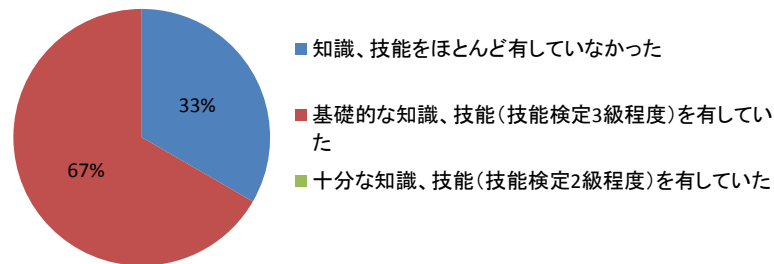 知識、技能をほとんど有していなかった
33%
基礎的な知識、技能(技能検定3級程度)を有してい
た
67%
十分な知識、技能(技能検定2級程度)を有していた